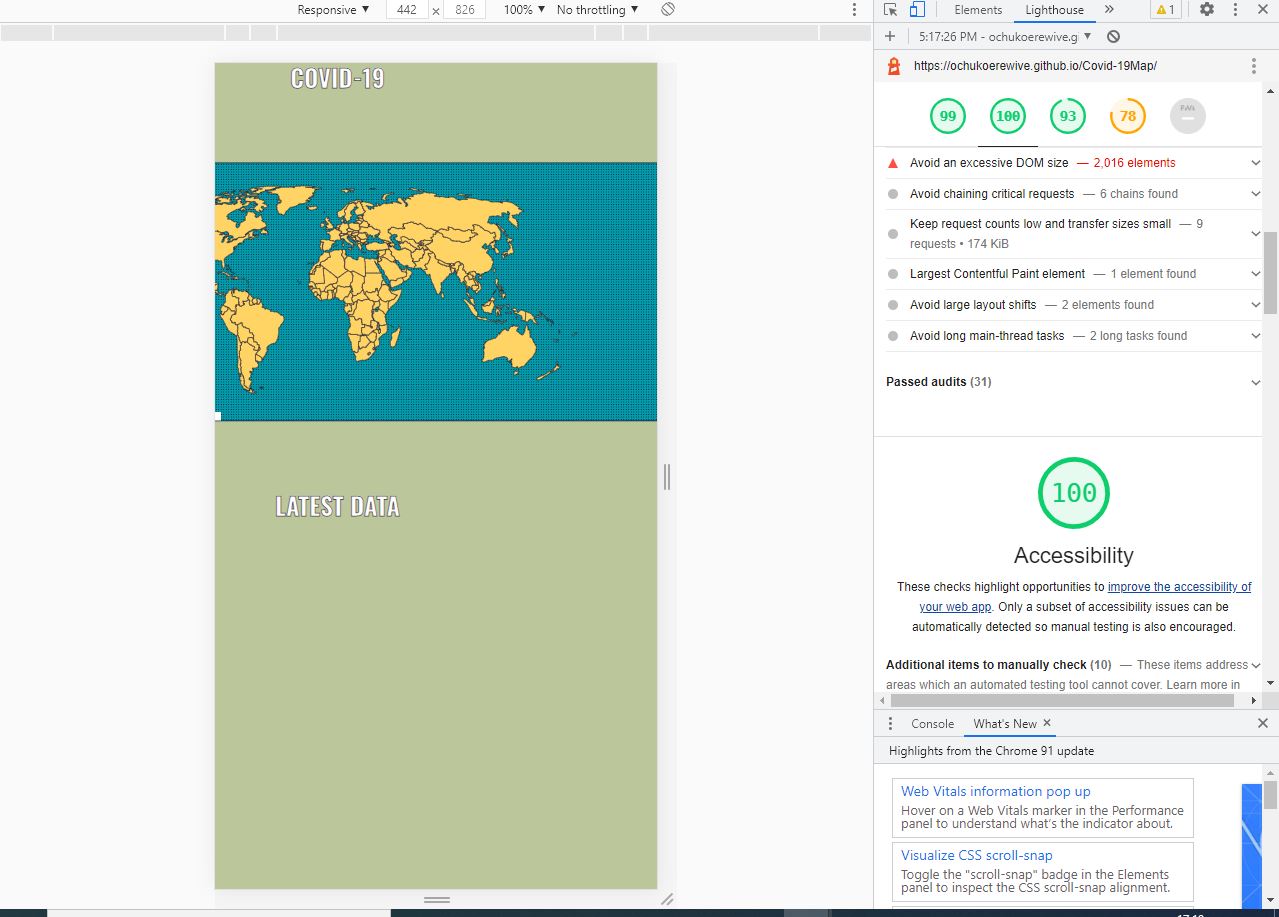 Responsive ▼ 442 x 826 100% ▼ No throttling ▼
Elements Lighthouse » 1
5:17:26 PM - ochukoerewive.gi ▼
https://ochukoerewive.github.io/Covid-19Map/
99 100 93 78 PWA —
COVID-19
LATEST DATA
Avoid an excessive DOM size — 2,016 elements
Avoid chaining critical requests — 6 chains found
Keep request counts low and transfer sizes small — 9
requests • 174 KiB
Largest Contentful Paint element — 1 element found
Avoid large layout shifts — 2 elements found
Avoid long main-thread tasks — 2 long tasks found
Passed audits (31)
100
Accessibility
These checks highlight opportunities to improve the accessibility of
your web app. Only a subset of accessibility issues can be
automatically detected so manual testing is also encouraged.
Additional items to manually check (10) — These items address
areas which an automated testing tool cannot cover. Learn more in
Console What's New ×
Highlights from the Chrome 91 update
Web Vitals information pop up
Hover on a Web Vitals marker in the Performance
panel to understand what's the indicator about.
Visualize CSS scroll-snap
Toggle the "scroll-snap" badge in the Elements
panel to inspect the CSS scroll-snap alignment.